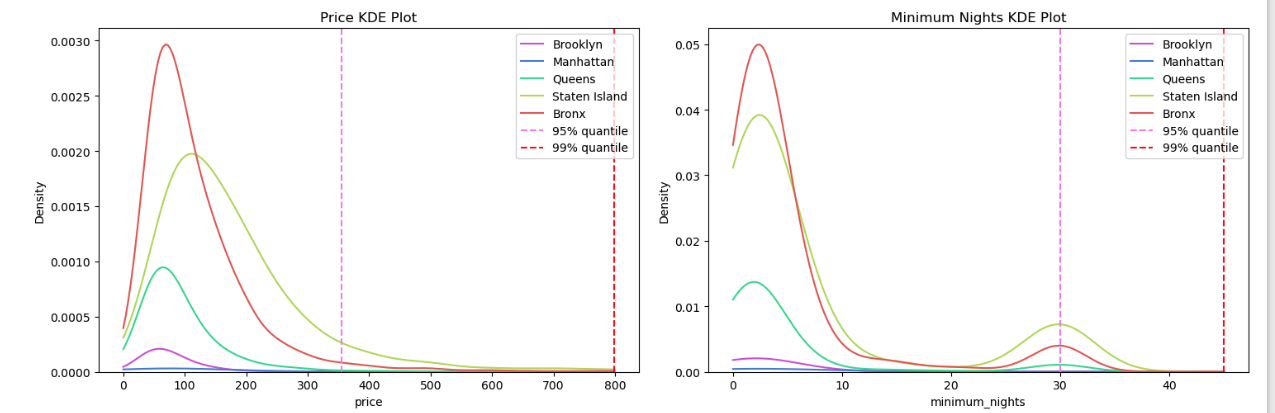 Price KDE Plot
0.0030
0.0025
0.0020
0.0015
0.0010
0.0005
0.0000
Density
0
100
200
300
400
500
600
700
800
price
Brooklyn
Manhattan
Queens
Staten Island
Bronx
95% quantile
99% quantile
Minimum Nights KDE Plot
0.05
0.04
0.03
0.02
0.01
0.00
Density
0
10
20
30
40
minimum_nights
Brooklyn
Manhattan
Queens
Staten Island
Bronx
95% quantile
99% quantile